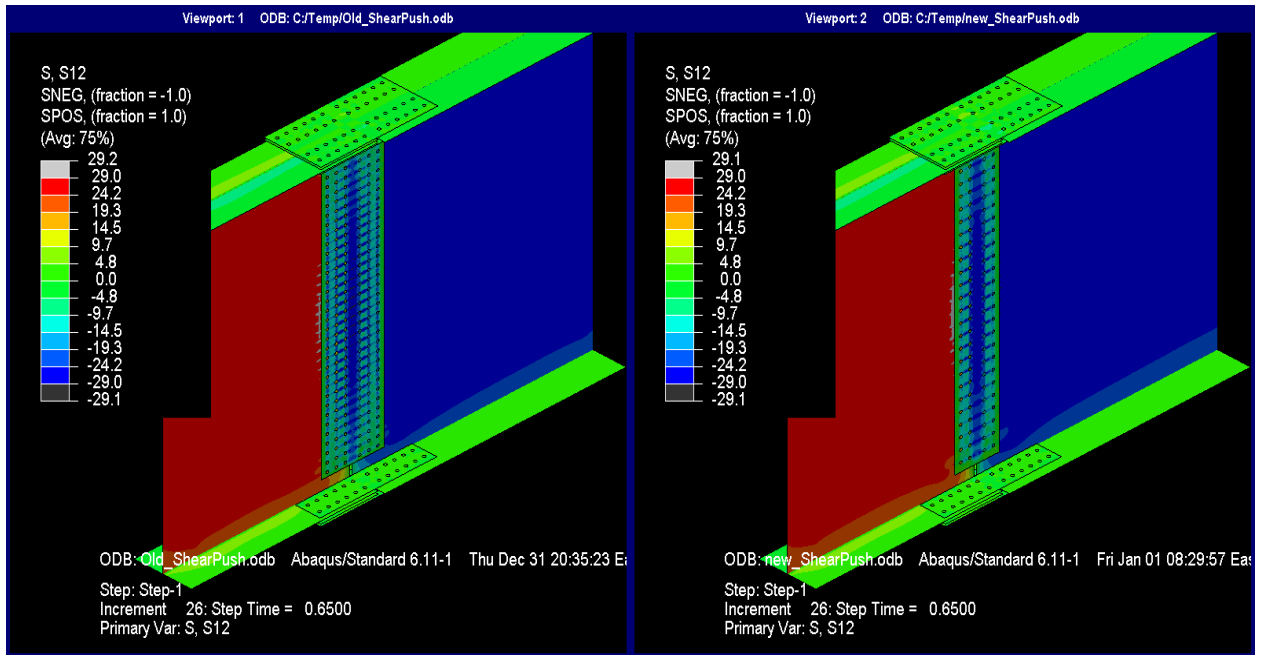 Viewport: 1 ODB: C:/Temp/Old_ShearPush.odb
S, S12
SNEG, (fraction = -1.0)
SPOS, (fraction = 1.0)
(Avg: 75%)
29.2
29.0
24.2
19.3
14.5
9.7
4.8
0.0
-4.8
-9.7
-14.5
-19.3
-24.2
-29.0
-29.1
ODB: Old_ShearPush.odb Abaqus/Standard 6.11-1 Thu Dec 31 20:35:23 Ea
Step: Step-1
Increment 26: Step Time = 0.6500
Primary Var: S, S12
Viewport: 2 ODB: C:/Temp/new_ShearPush.odb
S, S12
SNEG, (fraction = -1.0)
SPOS, (fraction = 1.0)
(Avg: 75%)
29.1
29.0
24.2
19.3
14.5
9.7
4.8
0.0
-4.8
-9.7
-14.5
-19.3
-24.2
-29.0
-29.1
ODB: new_ShearPush.odb Abaqus/Standard 6.11-1 Fri Jan 01 08:29:57 Eas
Step: Step-1
Increment 26: Step Time = 0.6500
Primary Var: S, S12